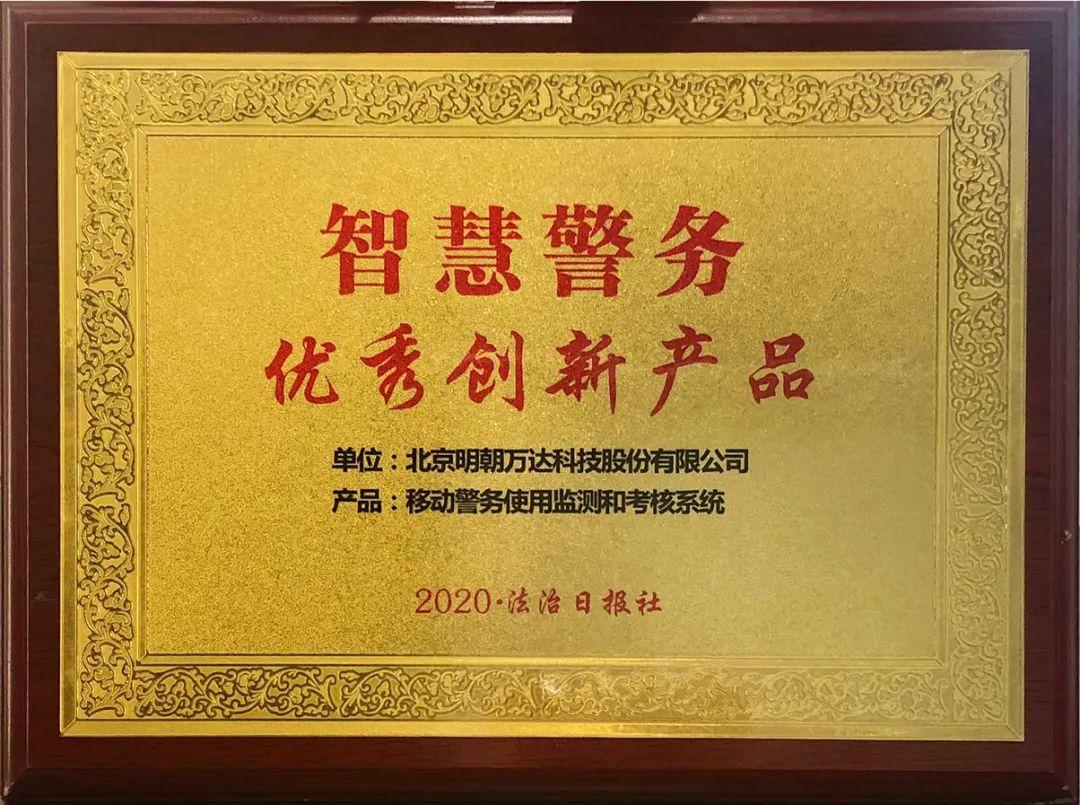 智慧警务
优秀创新产品
单位：北京明朝万达科技股份有限公司
产品：移动警务使用监测和考核系统
2020·法治日报社